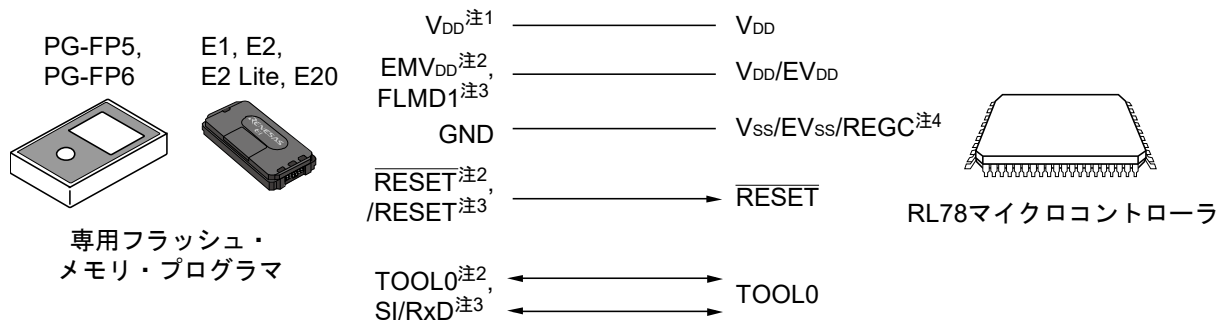 PG-FP5,
PG-FP6
E1, E2,
E2 Lite, E20
RENESAS
専用フラッシュ・
メモリ・プログラマ
VDD注1
VDD
EMVDD注2,
FLMD1注3
VDD/EVDD
GND
VSS/EVSS/REGC注4
RESET注2,
/RESET注3
RESET
TOOL0注2,
SI/RxD注3
TOOL0
RL78マイクロコントローラ